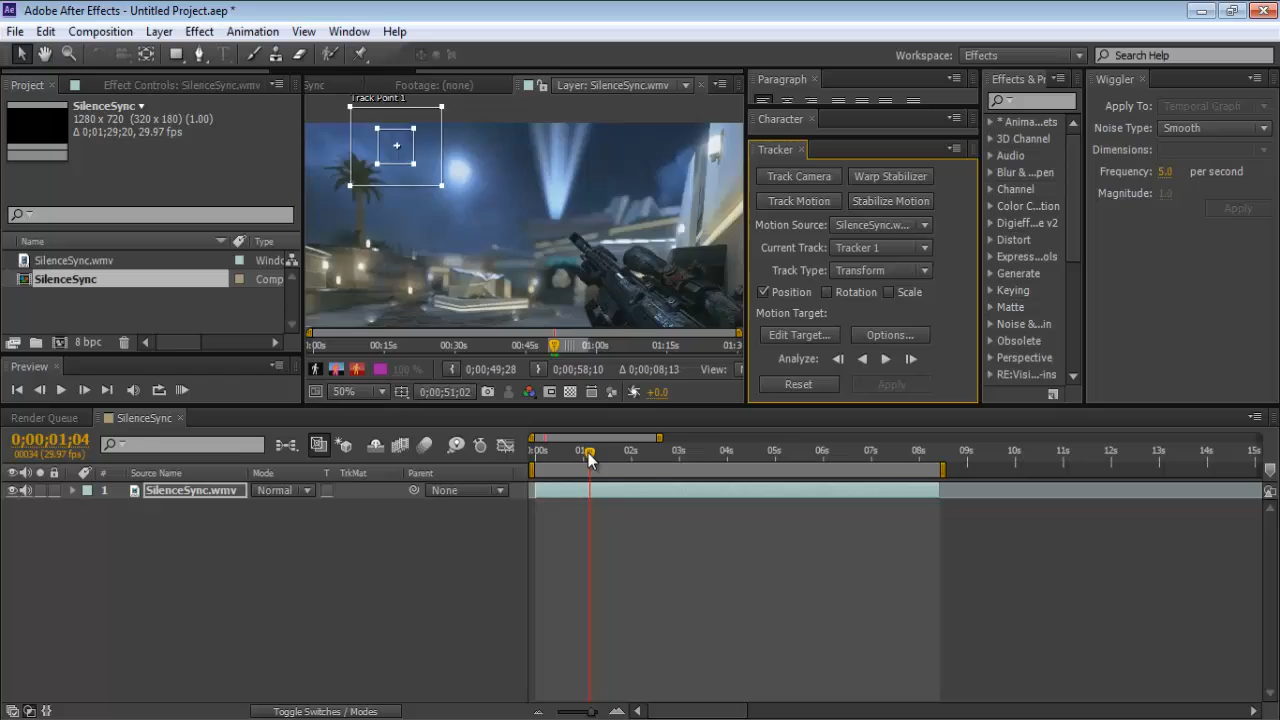 Adobe After Effects - Untitled Project.aep *
File Edit Composition Layer Effect Animation View Window Help
Workspace: Effects Search Help
Project Effect Controls: SilenceSync.wmv Sync Footage: (none) Layer: SilenceSync.wmv
SilenceSync
1280 x 720 (320 x 180) (1.00)
Δ 0;01:29;20, 29.97 fps
Name Type
SilenceSync.wmv Windo
SilenceSync Comp
8 bpc
Preview
Track Point 1
0:00s 00:15s 00:30s 00:45s 01:00s 01:15s 01:3
100 % 0;00;49;28 0;00;58;10 Δ 0;00;08;13 View:
50% 0;00;51;02 +0.0
Paragraph
Character
Tracker
Track Camera Warp Stabilizer
Track Motion Stabilize Motion
Motion Source: SilenceSync.w...
Current Track: Tracker 1
Track Type: Transform
Position Rotation Scale
Motion Target:
Edit Target... Options...
Analyze:
Reset Apply
Effects & Pr
* Anima...ets
3D Channel
Audio
Blur & ...pen
Channel
Color C...tion
Digieff...e v2
Distort
Express...ols
Generate
Keying
Matte
Noise &...in
Obsolete
Perspective
RE:Visi...-ins
Wiggler
Apply To: Temporal Graph
Noise Type: Smooth
Dimensions:
Frequency: 5.0 per second
Magnitude: 1.0
Apply
Render Queue SilenceSync
0;00;01;04
00034 (29.97 fps)
# Source Name Mode T TrkMat Parent
1 SilenceSync.wmv Normal None
0:00s 01s 02s 03s 04s 05s 06s 07s 08s 09s 10s 11s 12s 13s 14s 15s
Toggle Switches / Modes